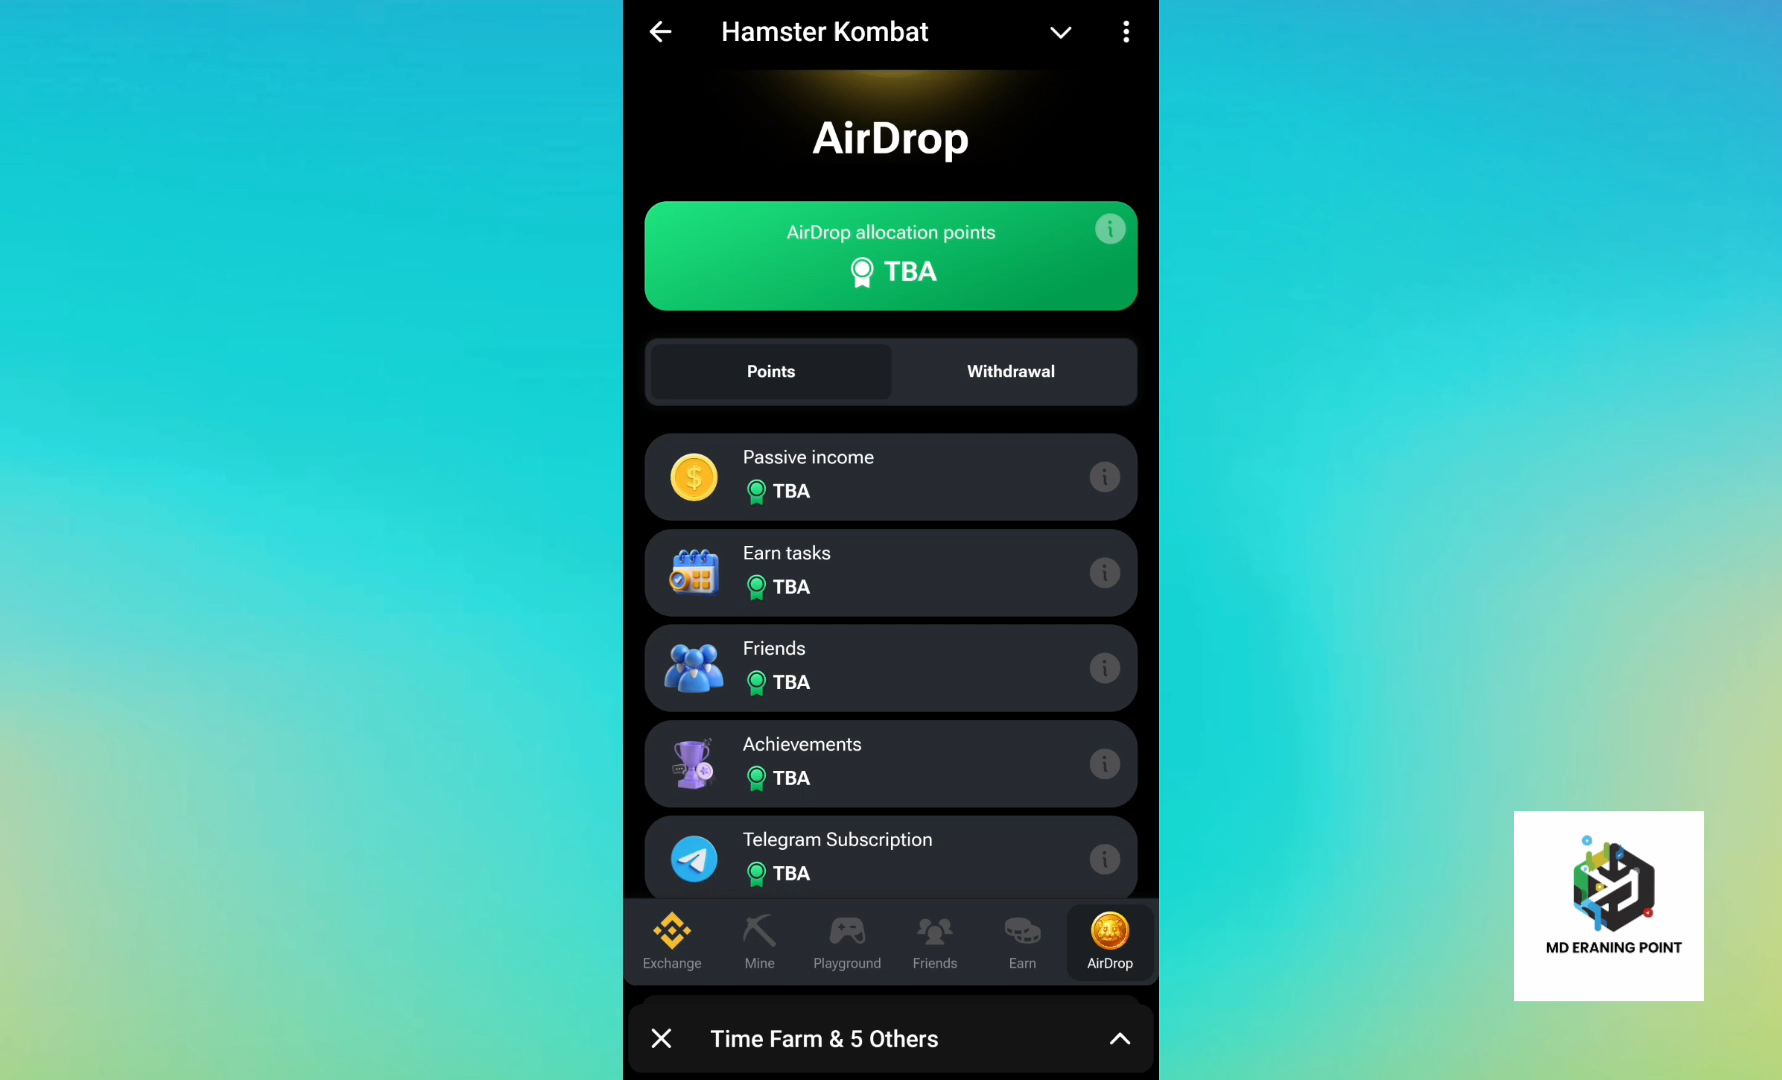 Hamster Kombat
AirDrop
AirDrop allocation points
TBA
Points
Withdrawal
Passive income
TBA
Earn tasks
TBA
Friends
TBA
Achievements
TBA
Telegram Subscription
TBA
Exchange
Mine
Playground
Friends
Earn
AirDrop
MD ERANING POINT
Time Farm & 5 Others